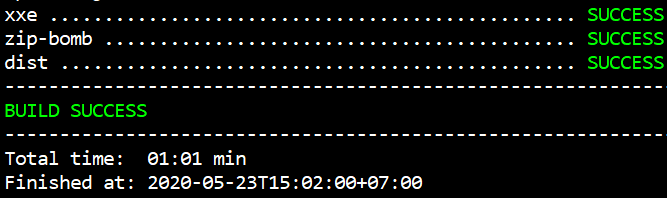 xxe .............................................. SUCCESS
zip-bomb ......................................... SUCCESS
dist ............................................. SUCCESS
------------------------------------------------------------
BUILD SUCCESS
------------------------------------------------------------
Total time:  01:01 min
Finished at: 2020-05-23T15:02:00+07:00